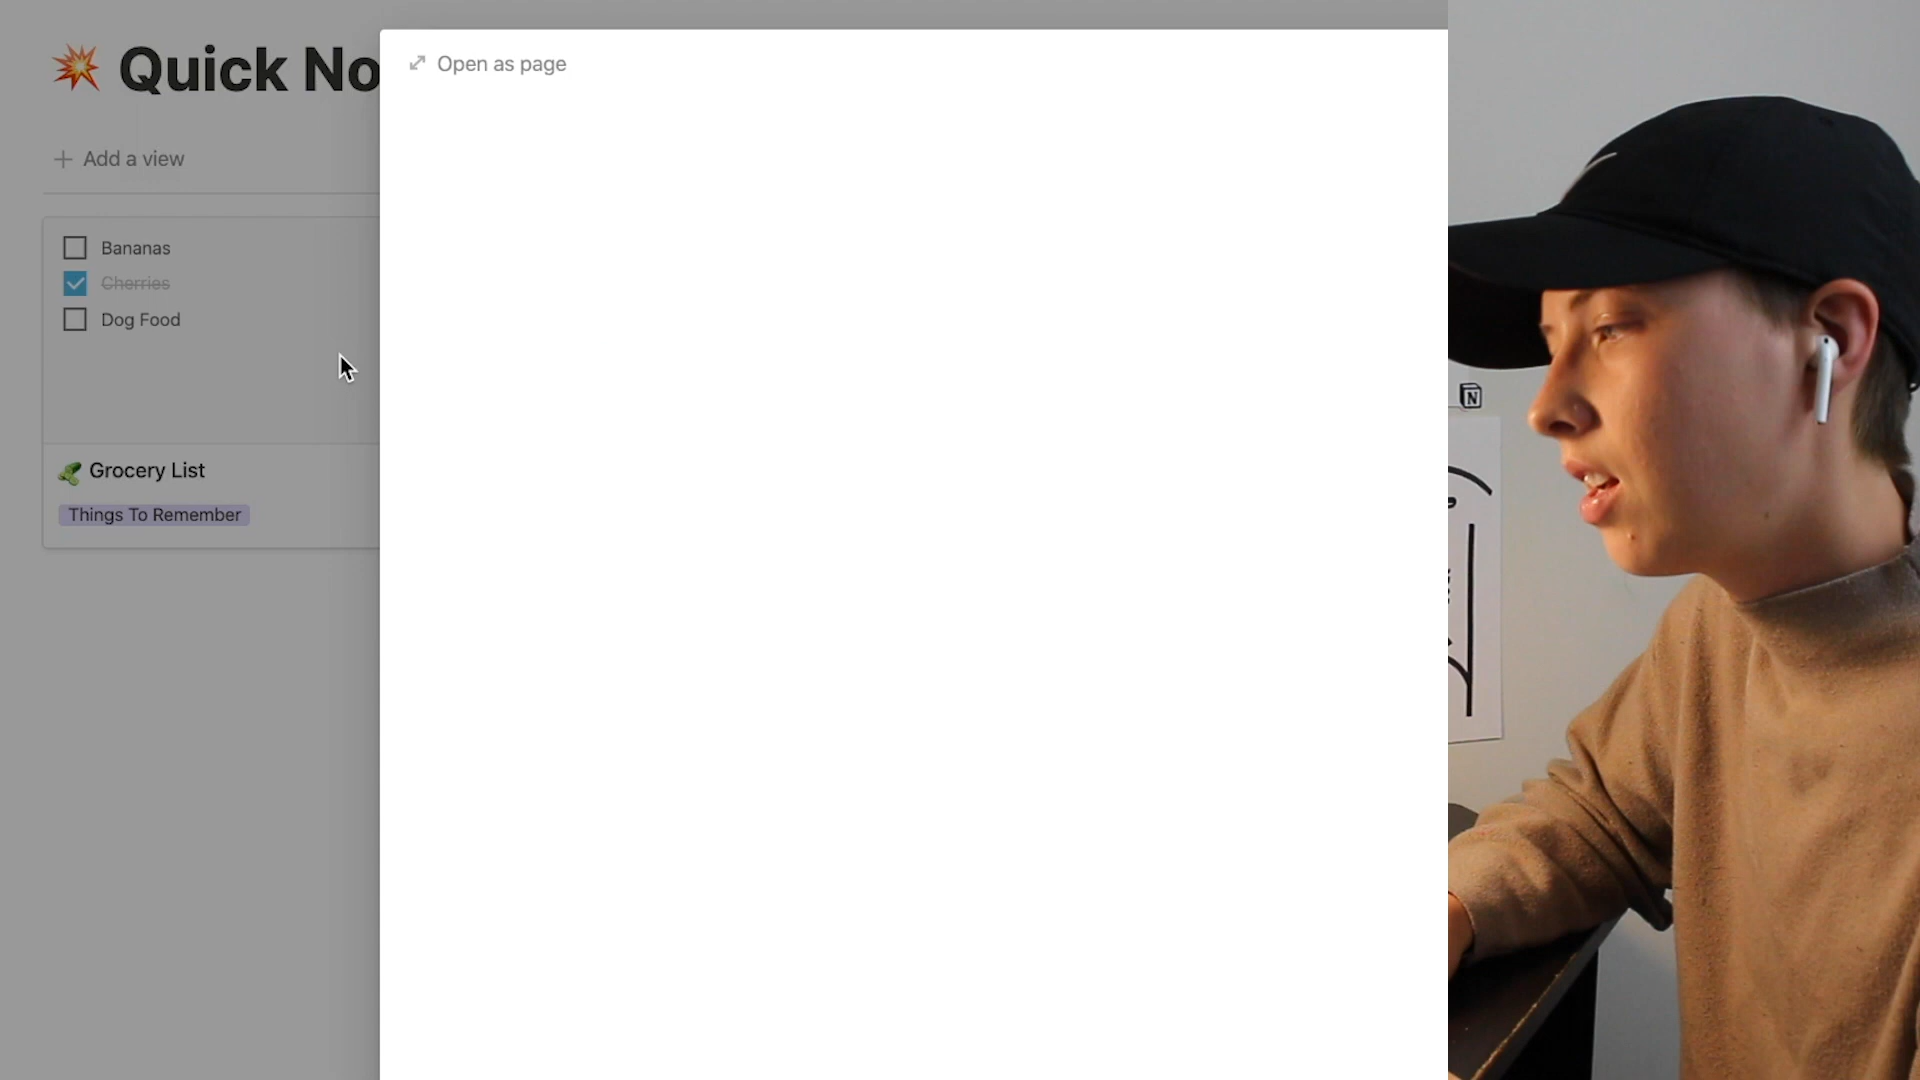 Quick No
Open as page
Add a view
Bananas
Cherries
Dog Food
Grocery List
Things To Remember
N